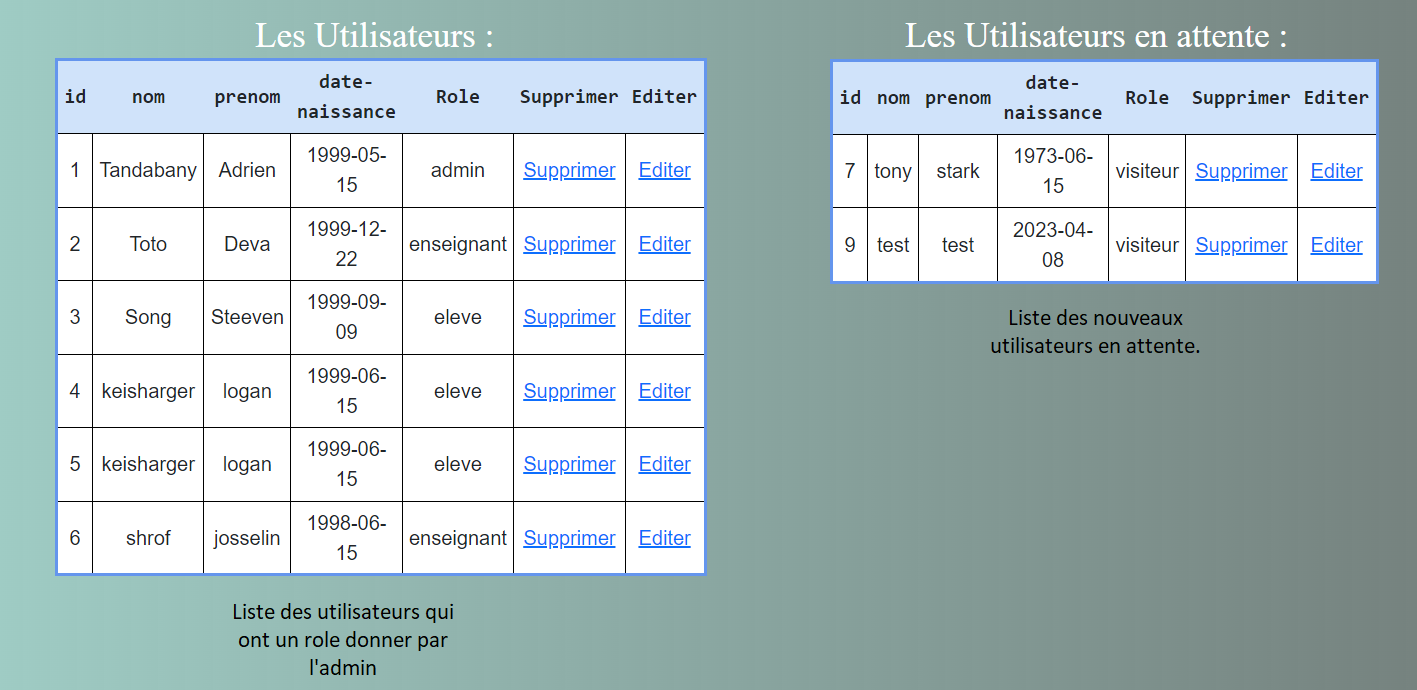 Les Utilisateurs :
id nom prenom date-naissance Role Supprimer Editer
1 Tandabany Adrien 1999-05-15 admin Supprimer Editer
2 Toto Deva 1999-12-22 enseignant Supprimer Editer
3 Song Steeven 1999-09-09 eleve Supprimer Editer
4 keisharger logan 1999-06-15 eleve Supprimer Editer
5 keisharger logan 1999-06-15 eleve Supprimer Editer
6 shrof josselin 1998-06-15 enseignant Supprimer Editer
Liste des utilisateurs qui
ont un role donner par
l'admin
Les Utilisateurs en attente :
id nom prenom date-naissance Role Supprimer Editer
7 tony stark 1973-06-15 visiteur Supprimer Editer
9 test test 2023-04-08 visiteur Supprimer Editer
Liste des nouveaux
utilisateurs en attente.